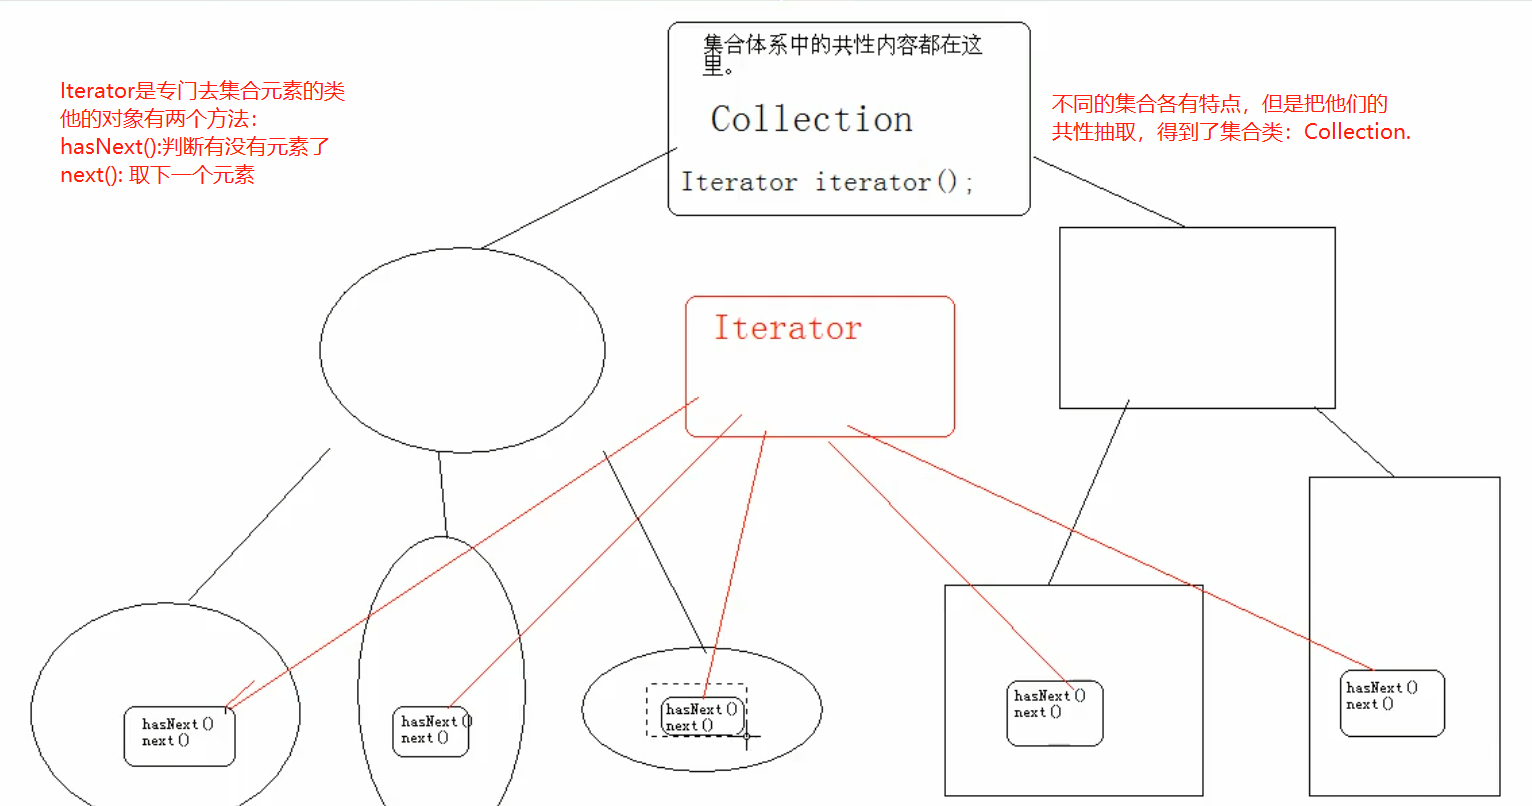 集合体系中的共性内容都在这
里。
Collection
Iterator iterator();
Iterator是专门去集合元素的类
他的对象有两个方法：
hasNext():判断有没有元素了
next(): 取下一个元素
不同的集合各有特点，但是把他们的
共性抽取，得到了集合类：Collection.
Iterator
hasNext()
next()
hasNext()
next()
hasNext()
next()
hasNext()
next()
hasNext()
next()